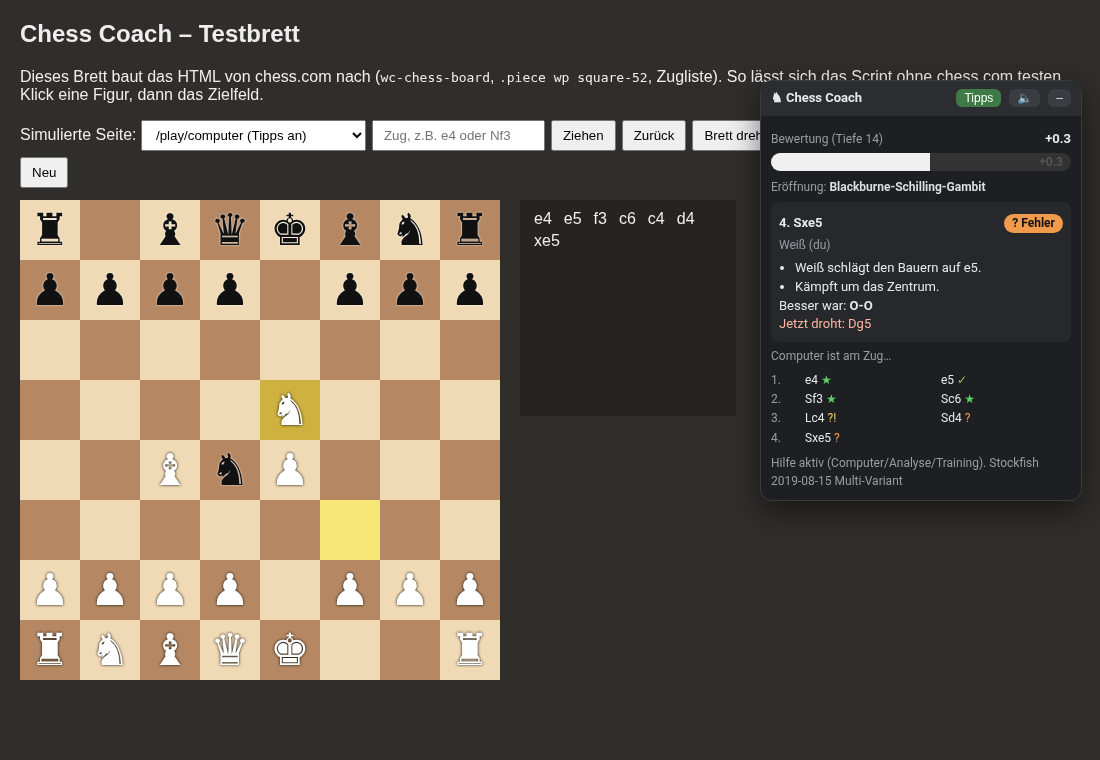 Chess Coach – Testbrett
Dieses Brett baut das HTML von chess.com nach (wc-chess-board, .piece wp square-52, Zugliste). So lässt sich das Script ohne chess.com testen.
Klick eine Figur, dann das Zielfeld.
Simulierte Seite: /play/computer (Tipps an) Zug, z.B. e4 oder Nf3 Ziehen Zurück Brett dreh
Neu
e4 e5 f3 c6 c4 d4
xe5
♞ Chess Coach Tipps –
Bewertung (Tiefe 14) +0.3
+0.3
Eröffnung: Blackburne-Schilling-Gambit
4. Sxe5 ? Fehler
Weiß (du)
• Weiß schlägt den Bauern auf e5.
• Kämpft um das Zentrum.
Besser war: O-O
Jetzt droht: Dg5
Computer ist am Zug…
1. e4 ★ e5 ✓
2. Sf3 ★ Sc6 ★
3. Lc4 ?! Sd4 ?
4. Sxe5 ?
Hilfe aktiv (Computer/Analyse/Training). Stockfish
2019-08-15 Multi-Variant